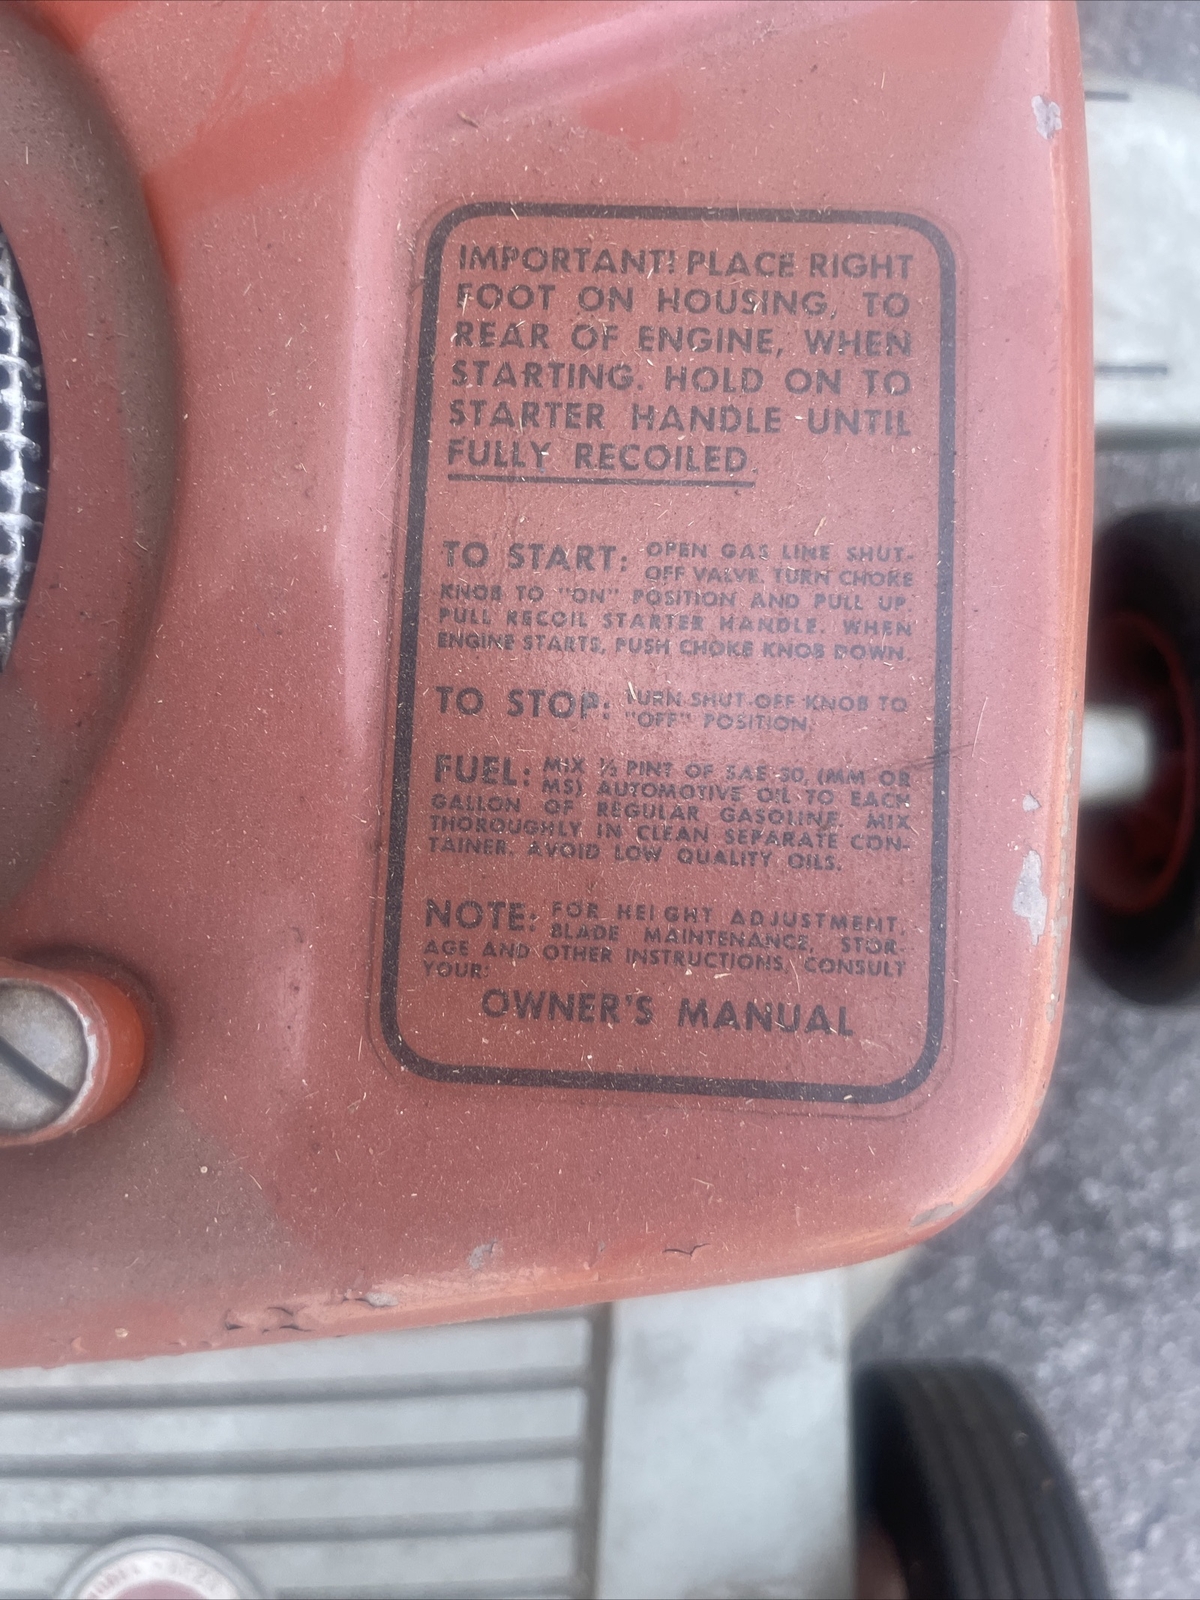 IMPORTANT! PLACE RIGHT
FOOT ON HOUSING, TO
REAR OF ENGINE, WHEN
STARTING. HOLD ON TO
STARTER HANDLE UNTIL
FULLY RECOILED.
TO START: OPEN GAS LINE SHUT-
OFF VALVE. TURN CHOKE
KNOB TO "ON" POSITION AND PULL UP.
PULL RECOIL STARTER HANDLE. WHEN
ENGINE STARTS, PUSH CHOKE KNOB DOWN.
TO STOP: TURN SHUT-OFF KNOB TO
"OFF" POSITION.
FUEL: MIX ½ PINT OF SAE 30, (MM OR
MS) AUTOMOTIVE OIL TO EACH
GALLON OF REGULAR GASOLINE. MIX
THOROUGHLY IN CLEAN SEPARATE CON-
TAINER. AVOID LOW QUALITY OILS.
NOTE: FOR HEIGHT ADJUSTMENT,
BLADE MAINTENANCE, STOR-
AGE AND OTHER INSTRUCTIONS, CONSULT
YOUR:
OWNER'S MANUAL